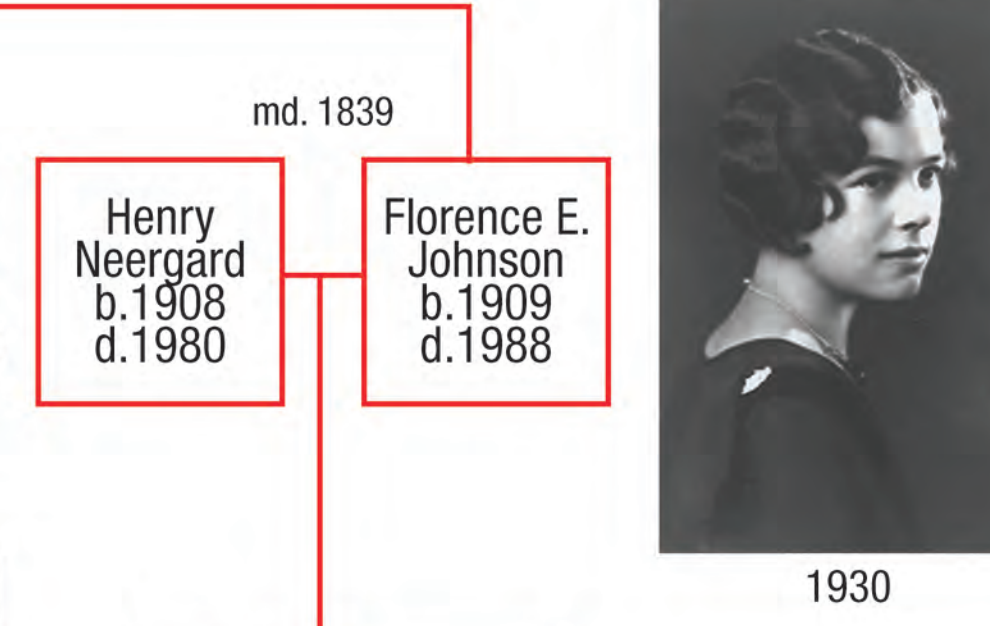 md. 1839
Henry
Neergard
b.1908
d.1980
Florence E.
Johnson
b.1909
d.1988
1930